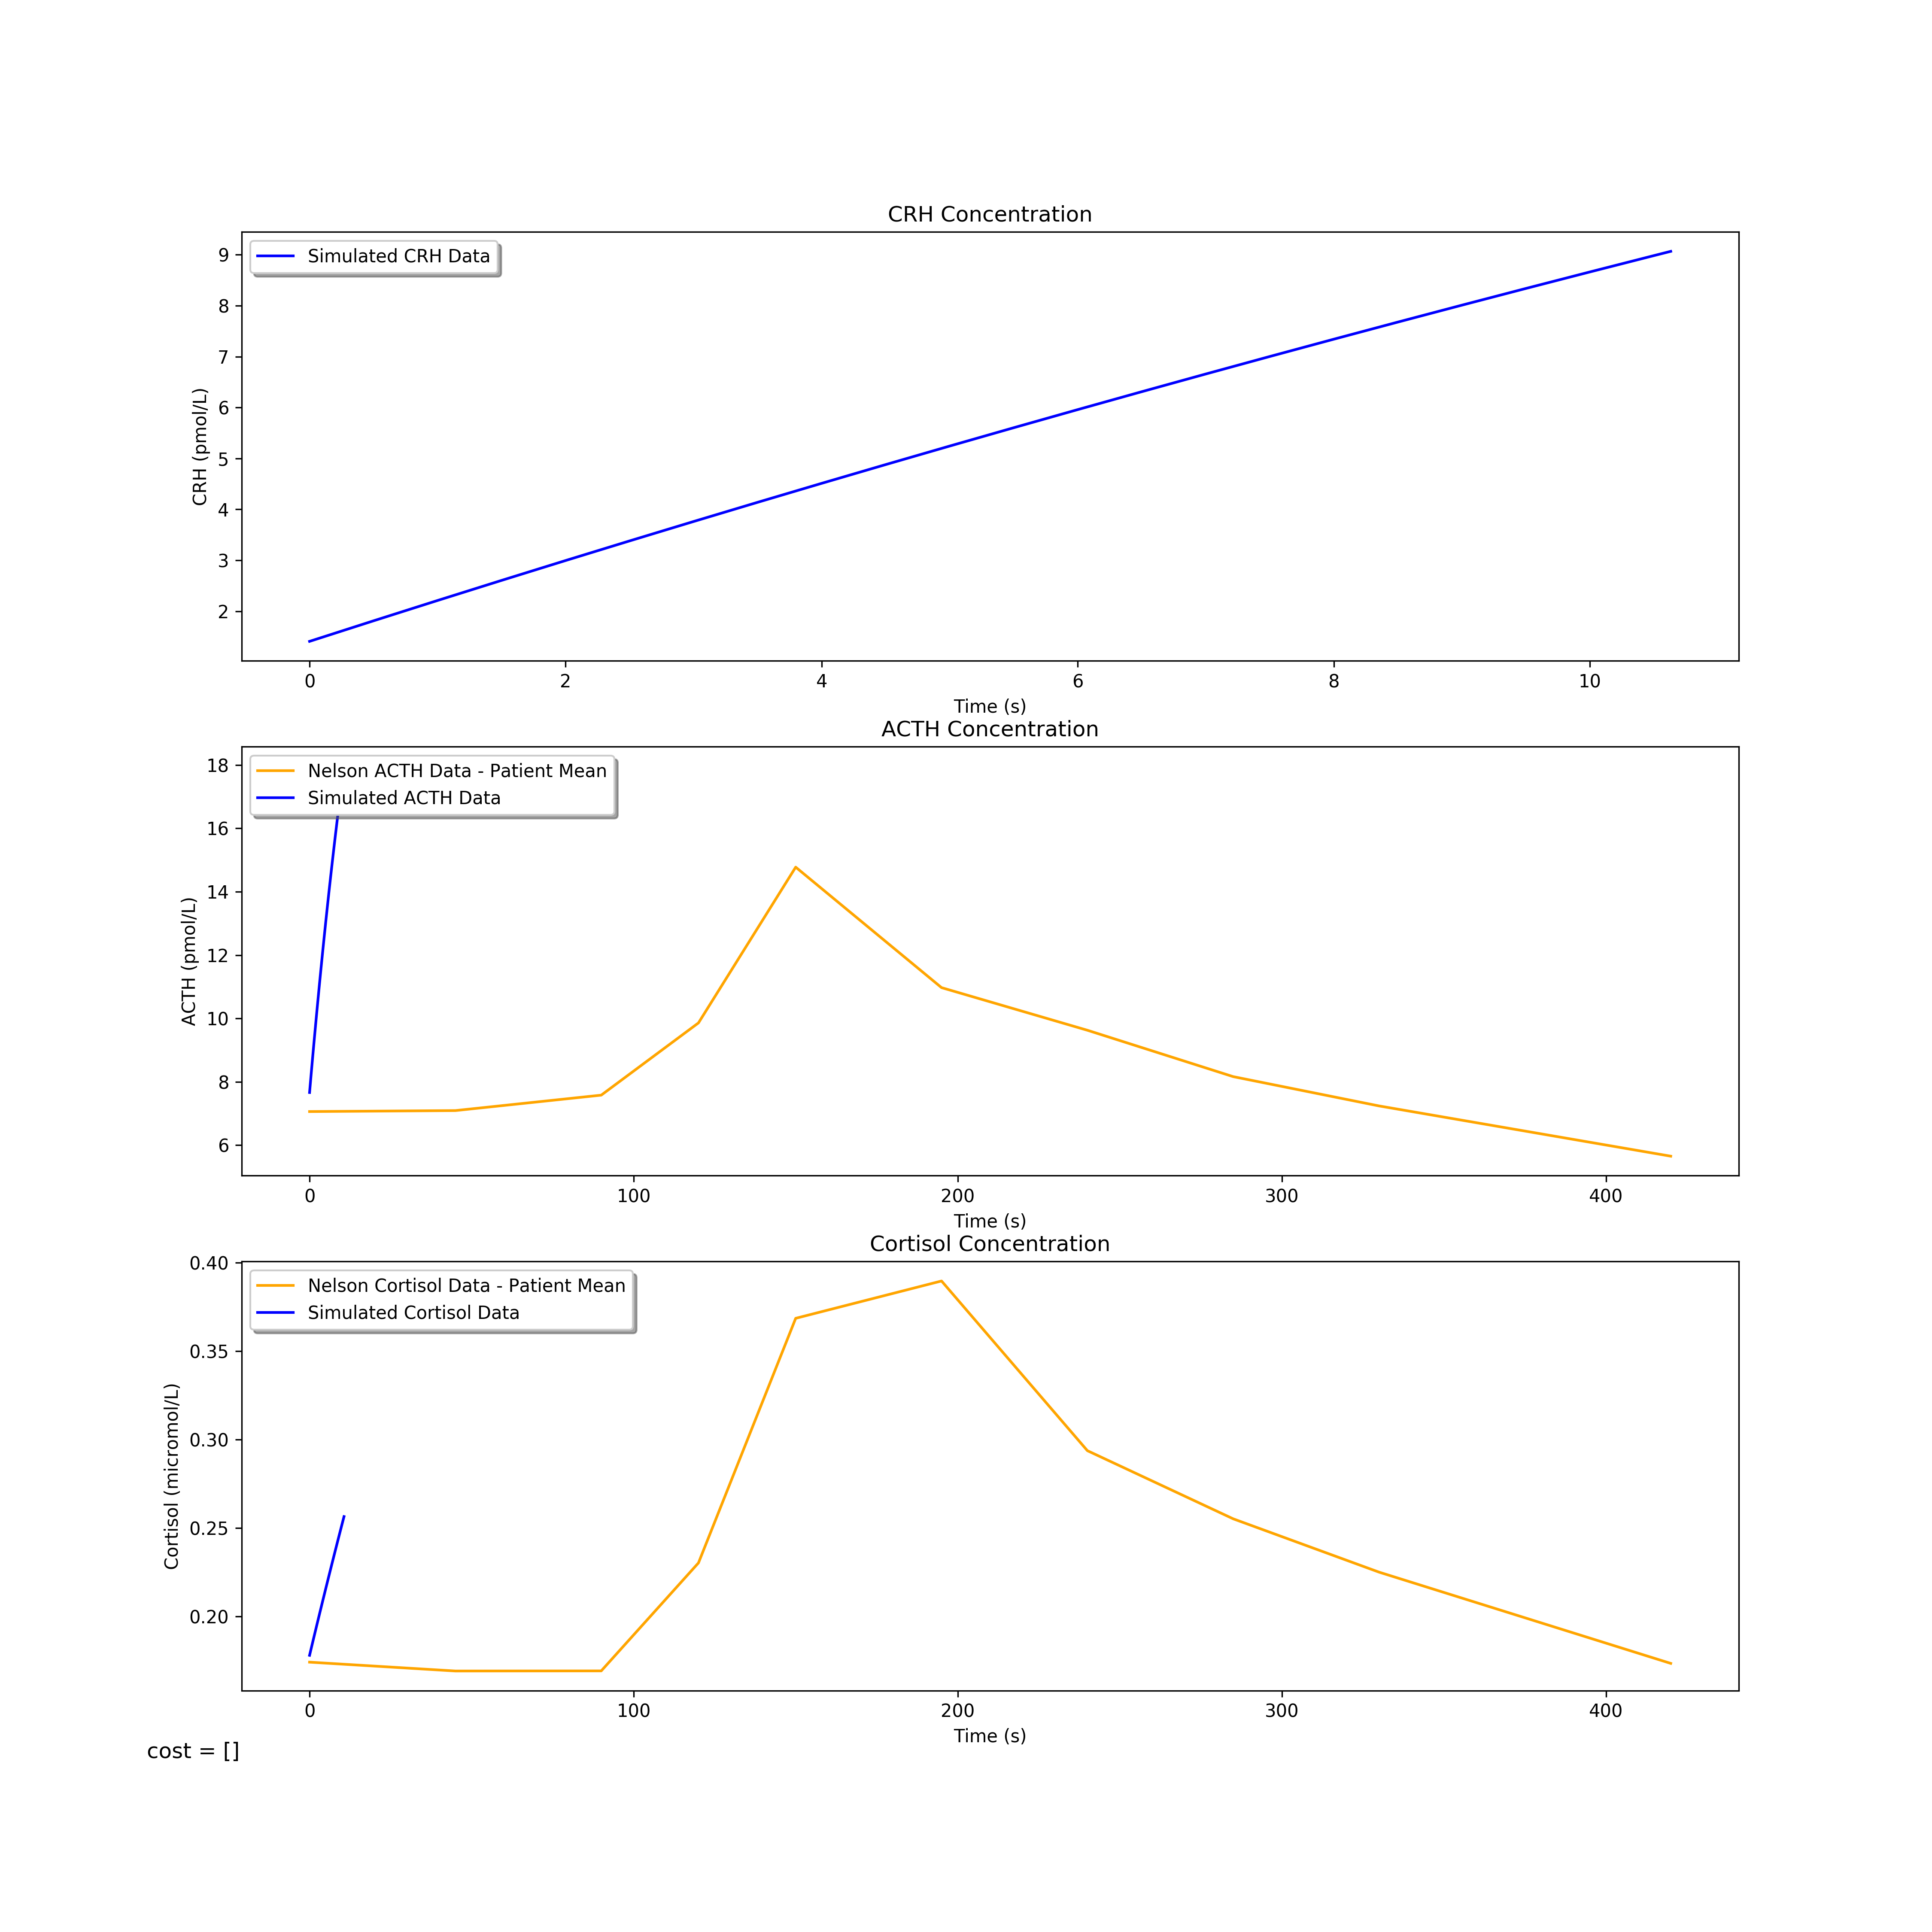 CRH Concentration
Simulated CRH Data
CRH (pmol/L)
9
8
7
6
5
4
3
2
0 2 4 6 8 10
Time (s)
ACTH Concentration
Nelson ACTH Data - Patient Mean
Simulated ACTH Data
ACTH (pmol/L)
18
16
14
12
10
8
6
0 100 200 300 400
Time (s)
Cortisol Concentration
Nelson Cortisol Data - Patient Mean
Simulated Cortisol Data
Cortisol (micromol/L)
0.40
0.35
0.30
0.25
0.20
0 100 200 300 400
Time (s)
cost = []